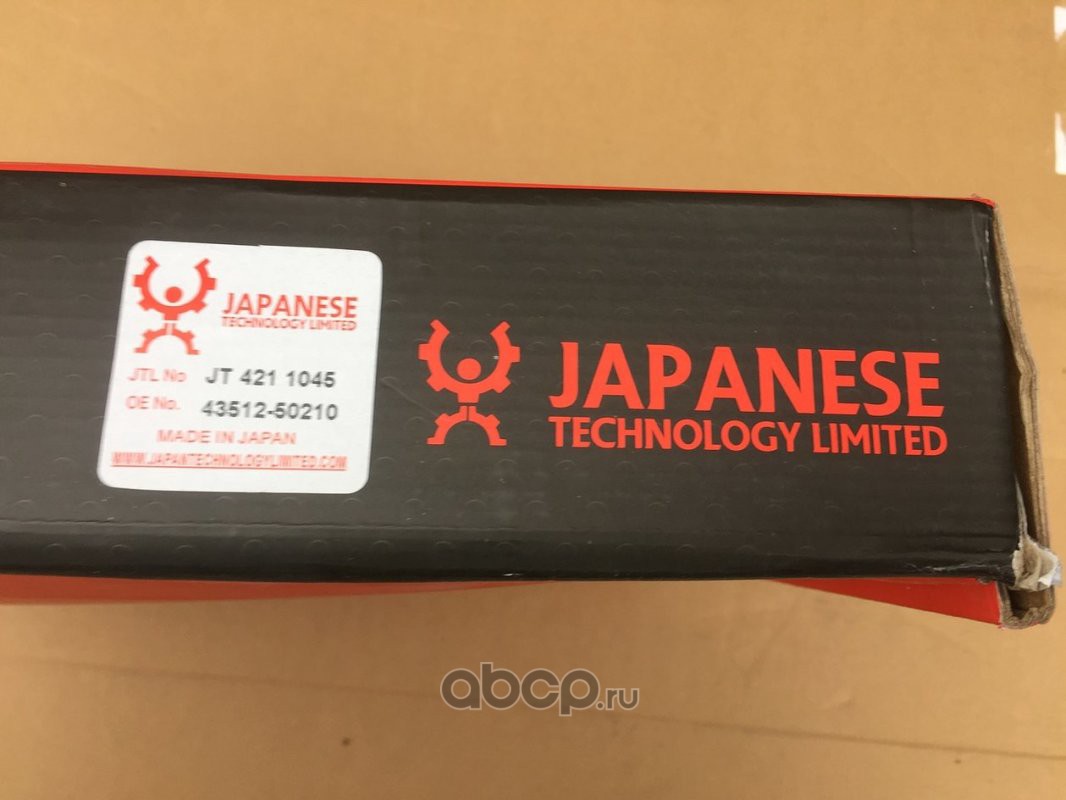 JAPANESE
TECHNOLOGY LIMITED
JTL No JT 421 1045
OE No. 43512-50210
MADE IN JAPAN
WWW.JAPANTECHNOLOGYLIMITED.COM
JAPANESE
TECHNOLOGY LIMITED
abcp.ru